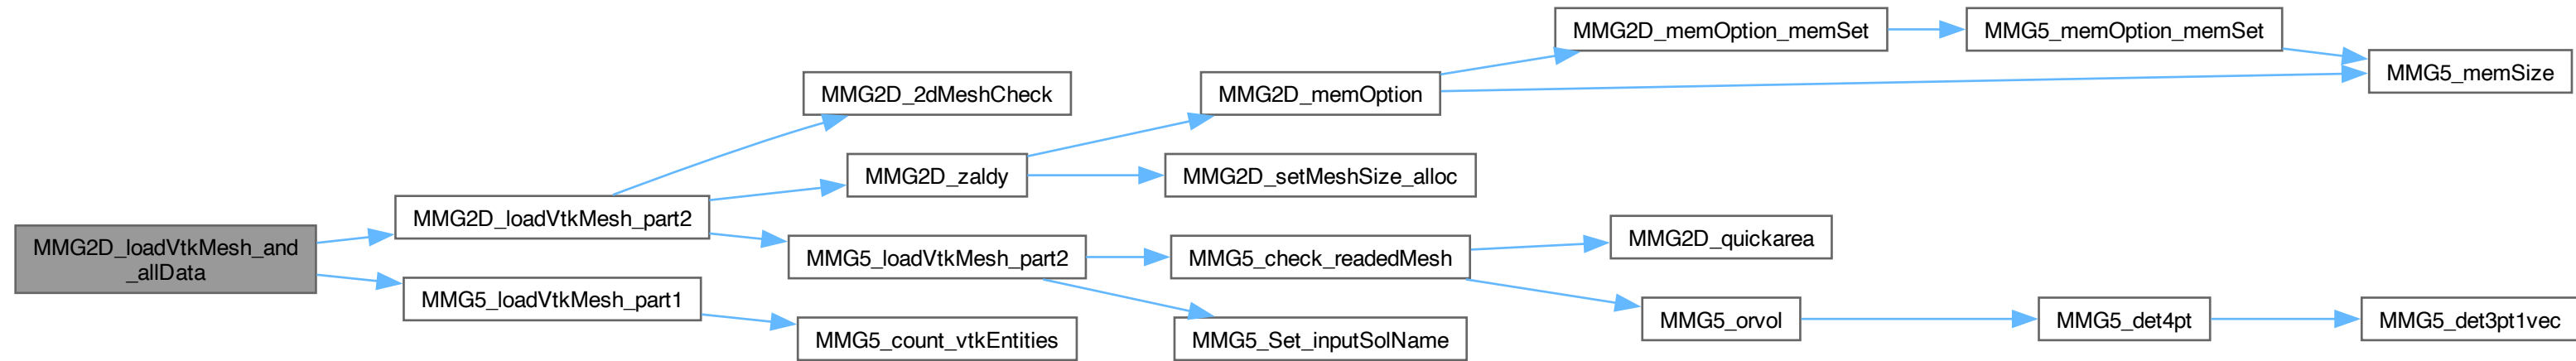 MMG2D_loadVtkMesh_and
_allData
MMG2D_loadVtkMesh_part2
MMG5_loadVtkMesh_part1
MMG2D_2dMeshCheck
MMG2D_zaldy
MMG5_loadVtkMesh_part2
MMG5_count_vtkEntities
MMG2D_memOption
MMG2D_setMeshSize_alloc
MMG5_check_readedMesh
MMG5_Set_inputSolName
MMG2D_memOption_memSet
MMG2D_quickarea
MMG5_orvol
MMG5_memOption_memSet
MMG5_det4pt
MMG5_memSize
MMG5_det3pt1vec